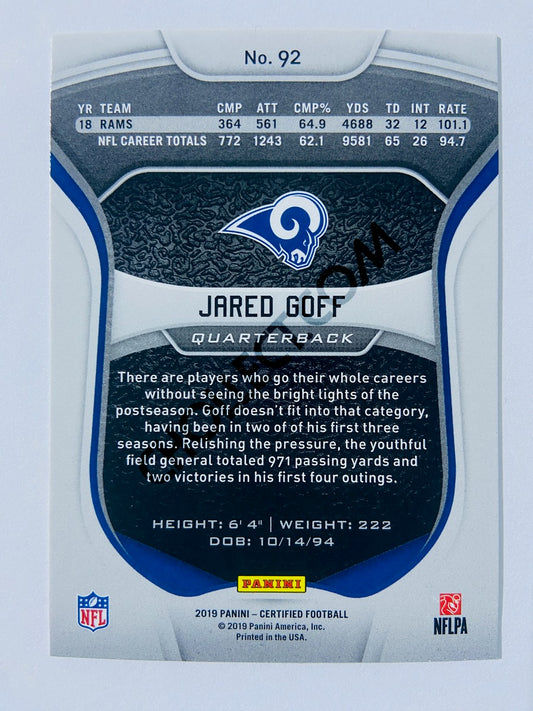 No. 92
YR TEAM CMP ATT CMP% YDS TD INT RATE
18 RAMS 364 561 64.9 4688 32 12 101.1
NFL CAREER TOTALS 772 1243 62.1 9581 65 26 94.7
JARED GOFF
QUARTERBACK
There are players who go their whole careers
without seeing the bright lights of the
postseason. Goff doesn't fit into that category,
having been in two of of his first three
seasons. Relishing the pressure, the youthful
field general totaled 971 passing yards and
two victories in his first four outings.
HEIGHT: 6' 4" | WEIGHT: 222
DOB: 10/14/94
PANINI
NFL
2019 PANINI – CERTIFIED FOOTBALL
© 2019 Panini America, Inc.
Printed in the USA.
NFLPA